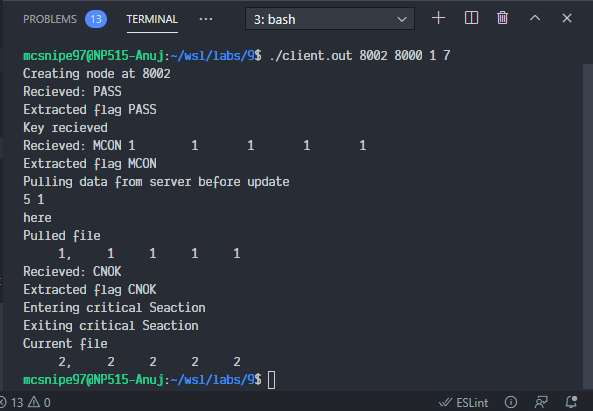 PROBLEMS 13 TERMINAL ··· 3: bash
mcsnipe97@NP515-Anuj:~/wsl/labs/9$ ./client.out 8002 8000 1 7
Creating node at 8002
Recieved: PASS
Extracted flag PASS
Key recieved
Recieved: MCON 1 1 1 1 1
Extracted flag MCON
Pulling data from server before update
5 1
here
Pulled file
1, 1 1 1 1
Recieved: CNOK
Extracted flag CNOK
Entering critical Seaction
Exiting critical Seaction
Current file
2, 2 2 2 2
mcsnipe97@NP515-Anuj:~/wsl/labs/9$
13 0 ESLint